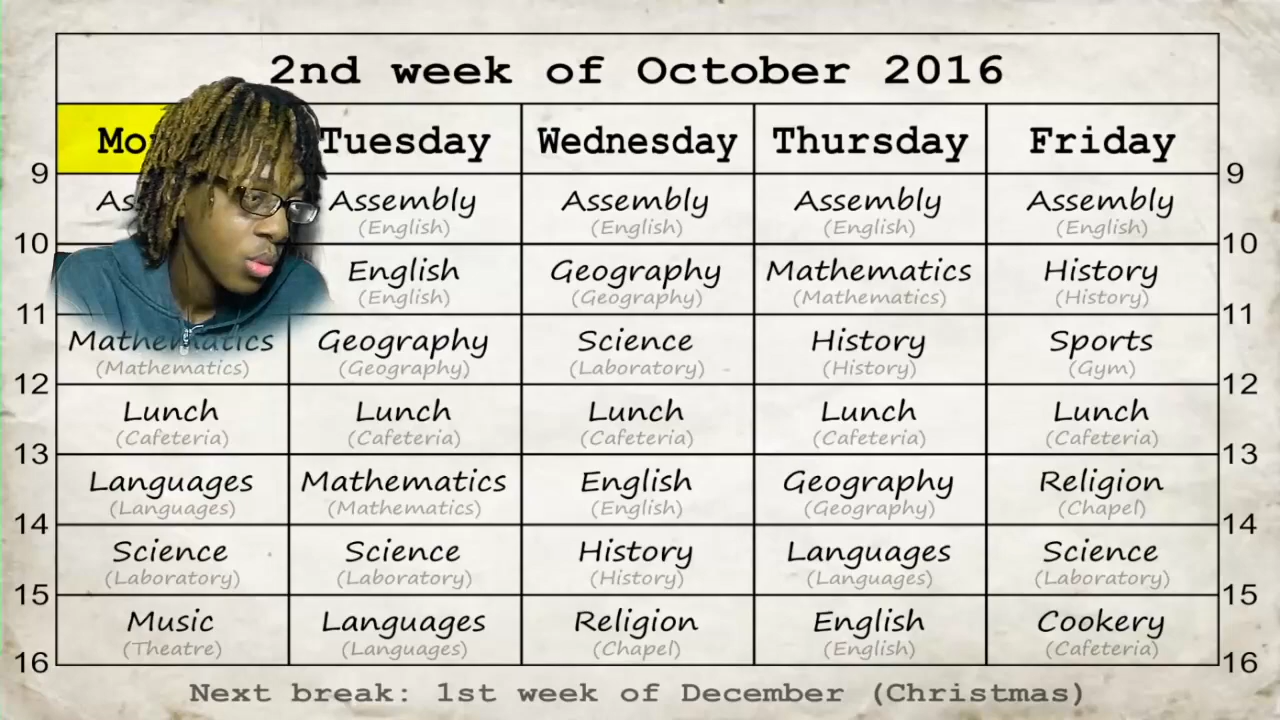 2nd week of October 2016
Tuesday Wednesday Thursday Friday
9 9
Assembly Assembly Assembly Assembly
(English) (English) (English) (English)
10 10
English Geography Mathematics History
(English) (Geography) (Mathematics) (History)
11 11
Mathematics Geography Science History Sports
(Mathematics) (Geography) (Laboratory) (History) (Gym)
12 12
Lunch Lunch Lunch Lunch Lunch
(Cafeteria) (Cafeteria) (Cafeteria) (Cafeteria) (Cafeteria)
13 13
Languages Mathematics English Geography Religion
(Languages) (Mathematics) (English) (Geography) (Chapel)
14 14
Science Science History Languages Science
(Laboratory) (Laboratory) (History) (Languages) (Laboratory)
15 15
Music Languages Religion English Cookery
(Theatre) (Languages) (Chapel) (English) (Cafeteria)
16 16
Next break: 1st week of December (Christmas)